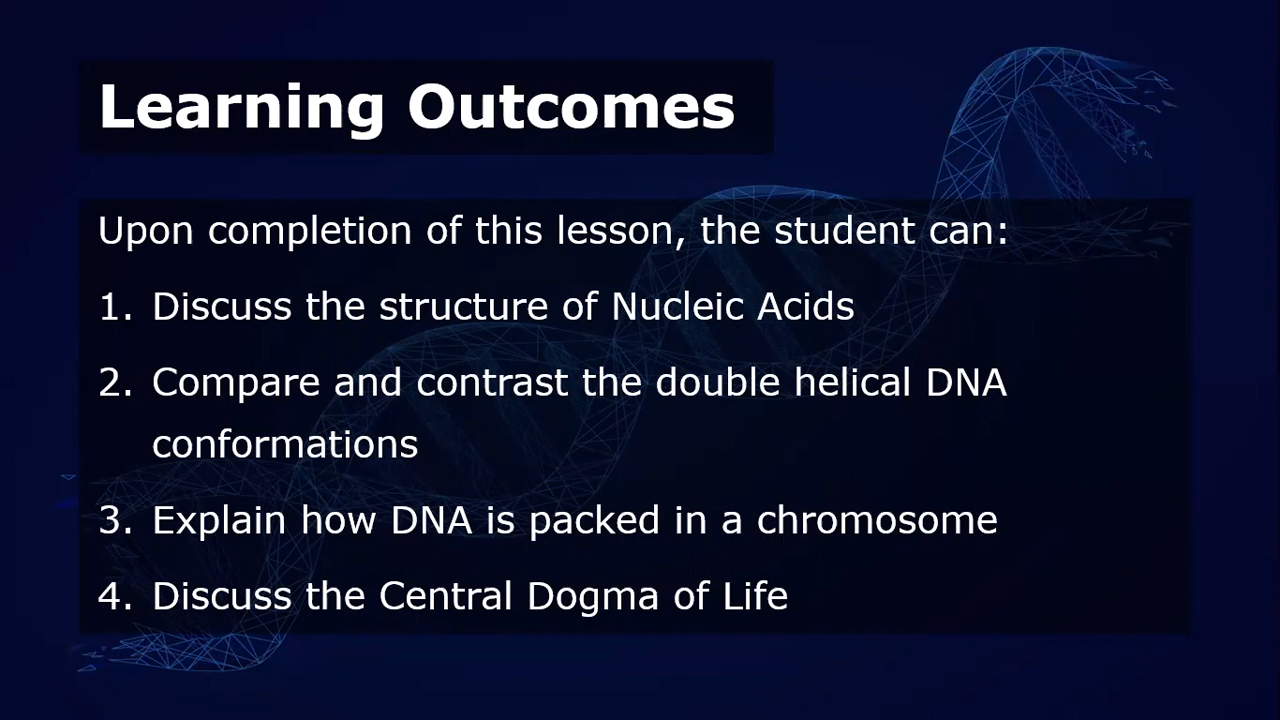 Learning Outcomes
Upon completion of this lesson, the student can:
1. Discuss the structure of Nucleic Acids
2. Compare and contrast the double helical DNA
conformations
3. Explain how DNA is packed in a chromosome
4. Discuss the Central Dogma of Life